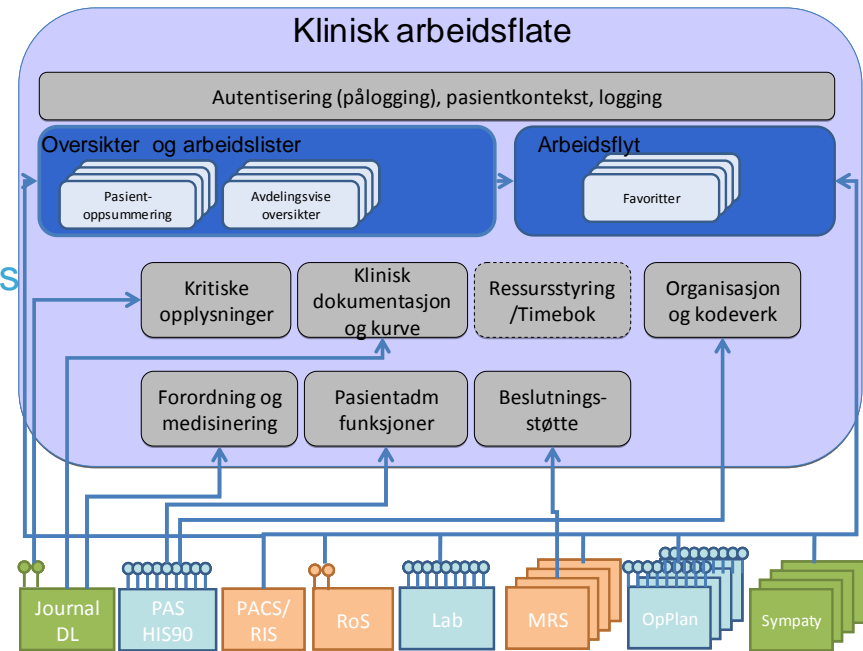 Klinisk arbeidsflate
Autentisering (pålogging), pasientkontekst, logging
Oversikter og arbeidslister
Arbeidsflyt
Pasient-
oppsummering
Avdelingsvise
oversikter
Favoritter
s
Kritiske
opplysninger
Klinisk
dokumentasjon
og kurve
Ressursstyring
/Timebok
Organisasjon
og kodeverk
Forordning og
medisinering
Pasientadm
funksjoner
Beslutnings-
støtte
Journal
DL
PAS
HIS90
PACS/
RIS
RoS
Lab
MRS
OpPlan
Sympaty